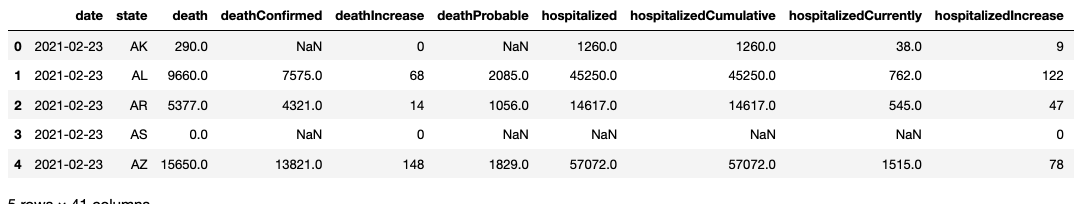 date state death deathConfirmed deathIncrease deathProbable hospitalized hospitalizedCumulative hospitalizedCurrently hospitalizedIncrease
0 2021-02-23 AK 290.0 NaN 0 NaN 1260.0 1260.0 38.0 9
1 2021-02-23 AL 9660.0 7575.0 68 2085.0 45250.0 45250.0 762.0 122
2 2021-02-23 AR 5377.0 4321.0 14 1056.0 14617.0 14617.0 545.0 47
3 2021-02-23 AS 0.0 NaN 0 NaN NaN NaN NaN 0
4 2021-02-23 AZ 15650.0 13821.0 148 1829.0 57072.0 57072.0 1515.0 78
5 rows × 41 columns